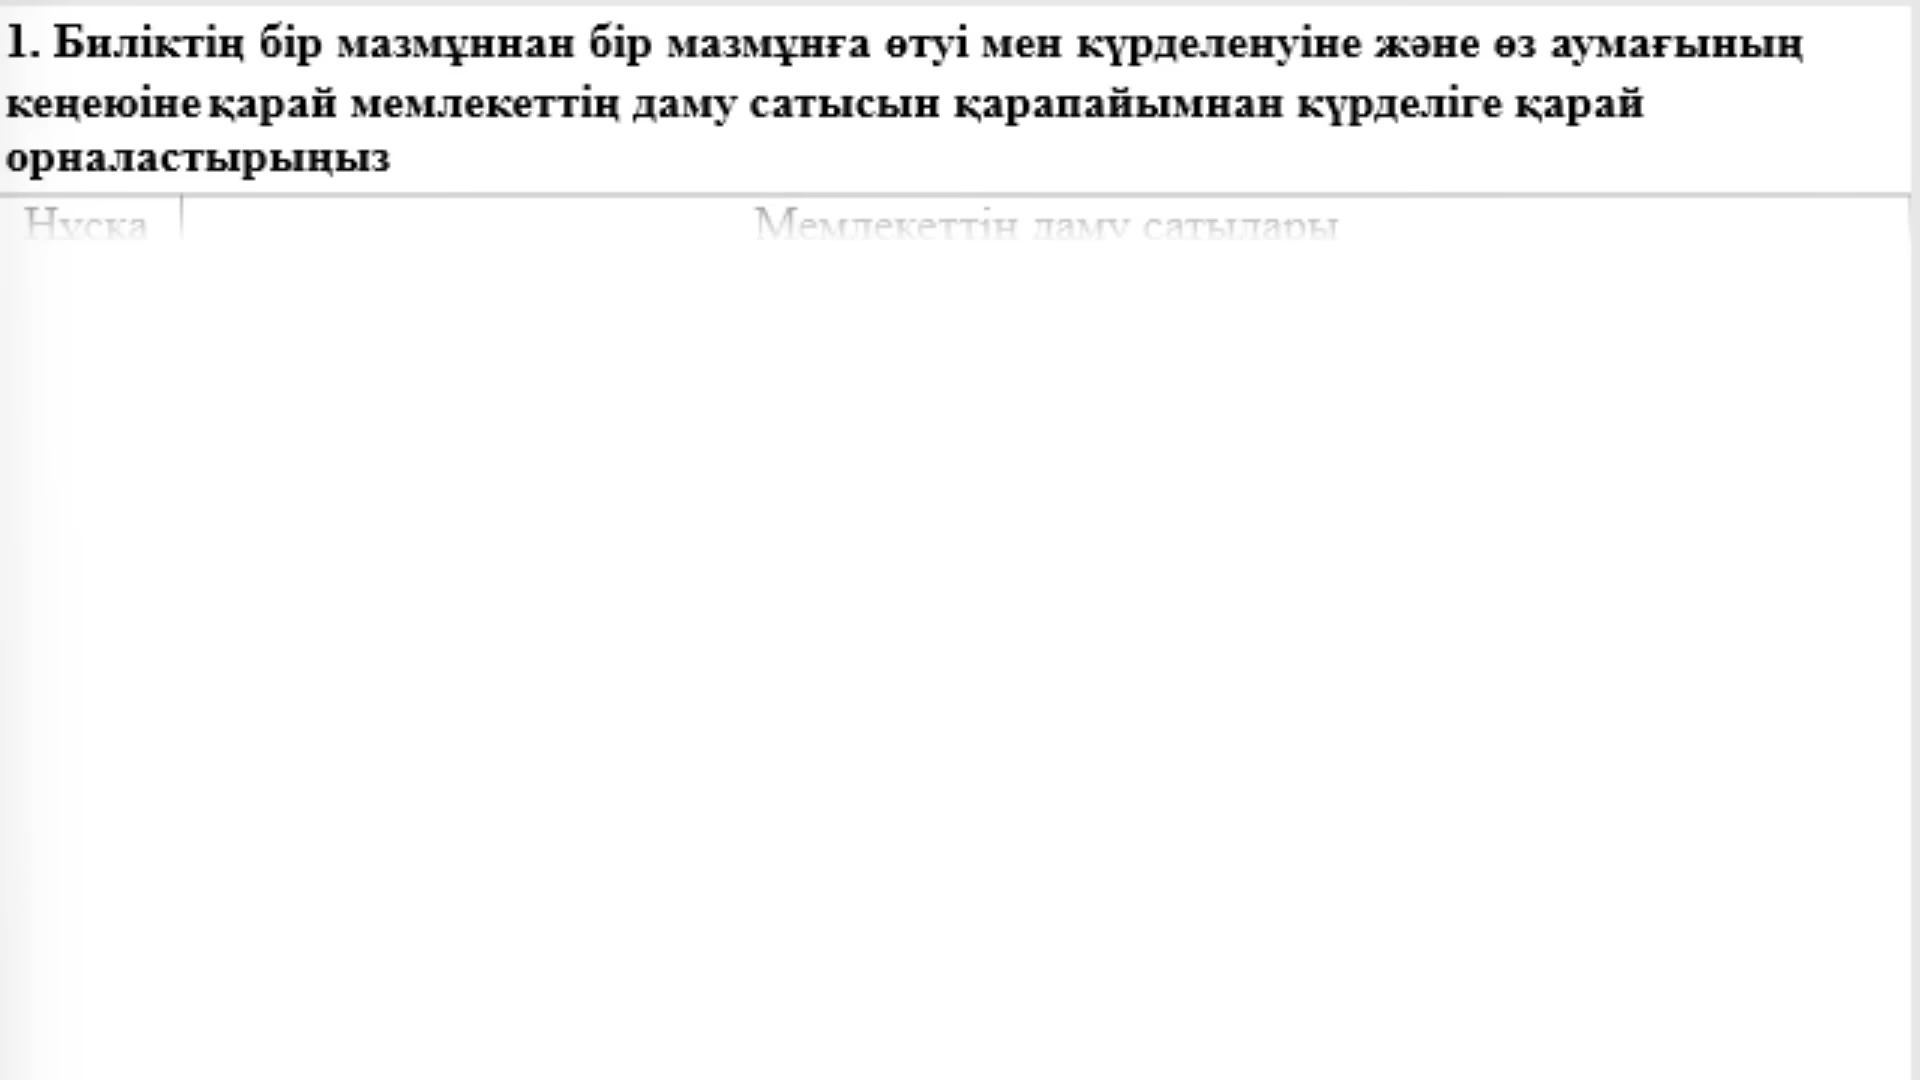 1. Биліктің бір мазмұннан бір мазмұнға өтуі мен күрделенуіне және өз аумағының
кеңеюіне қарай мемлекеттің даму сатысын қарапайымнан күрделіге қарай
орналастырыңыз
Нұсқа Мемлекеттің даму сатылары